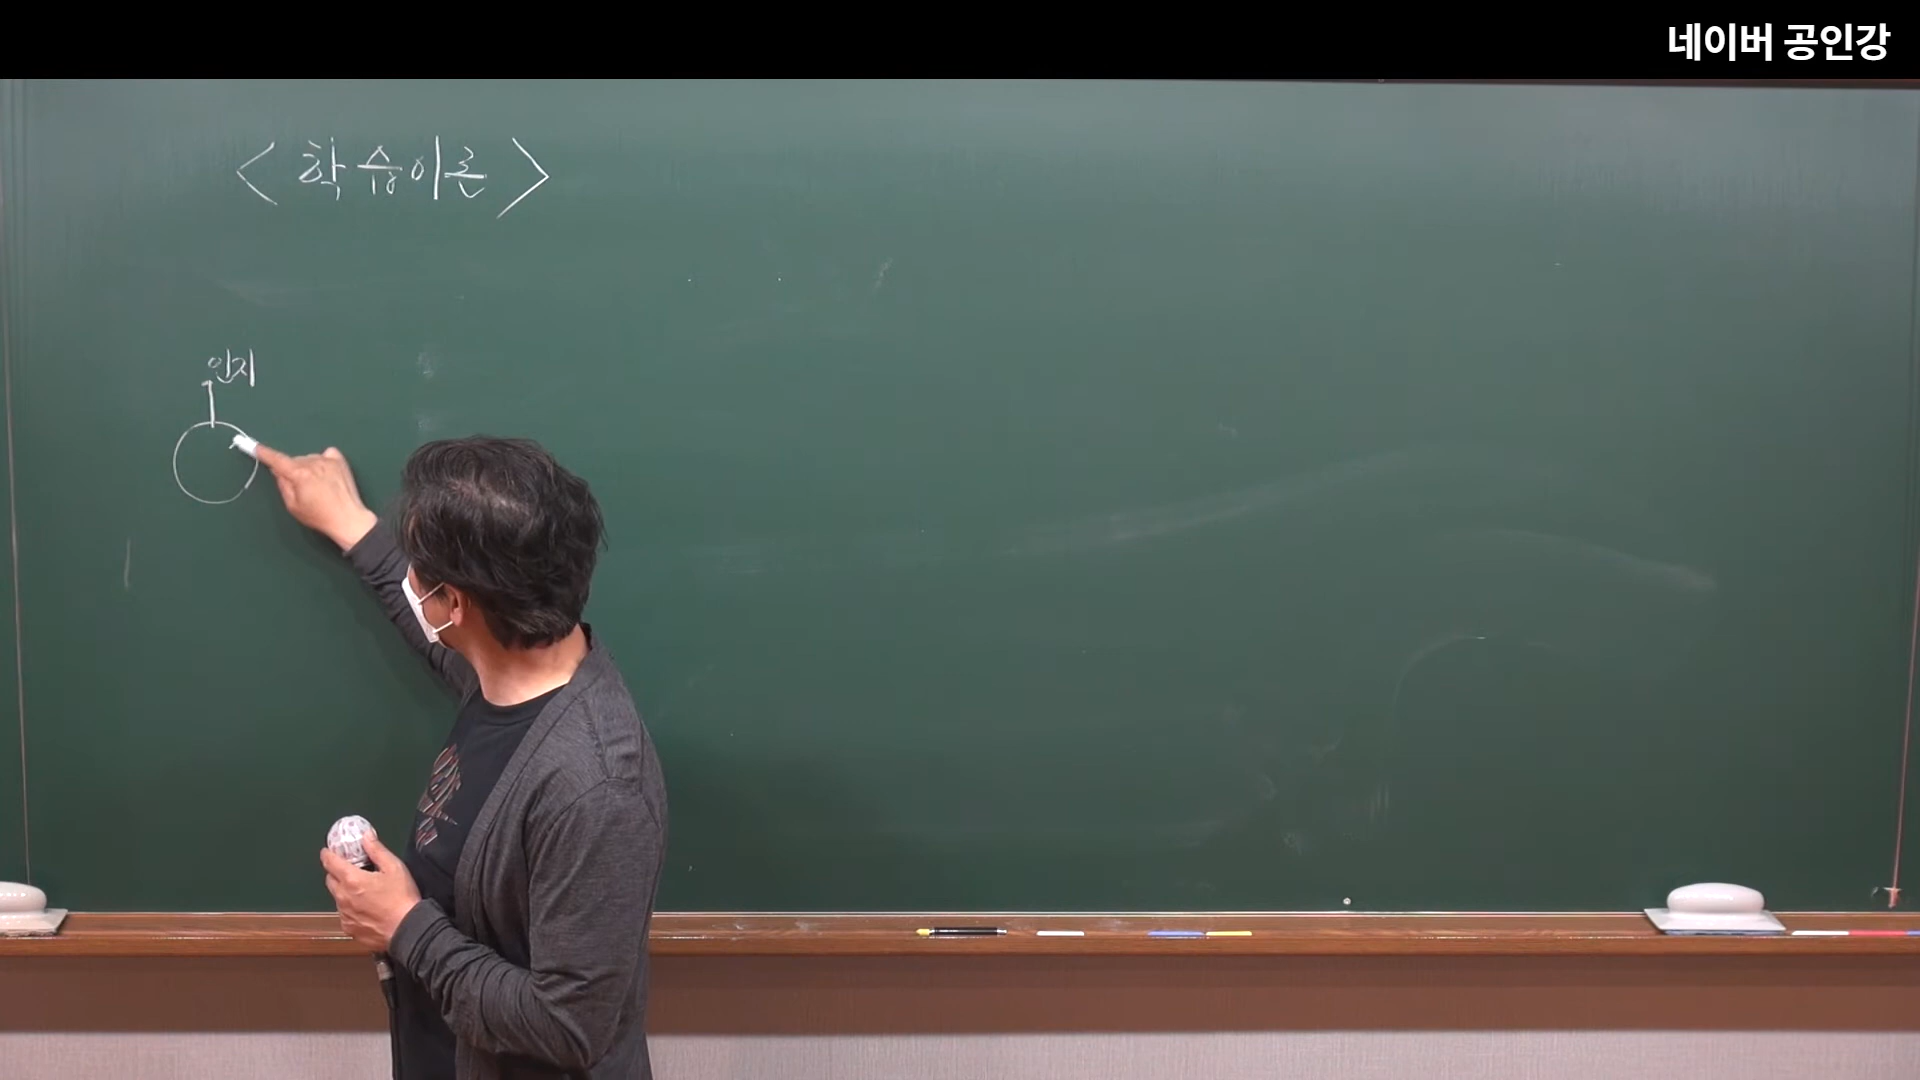 네이버 공인강
< 학습이론 >
인지